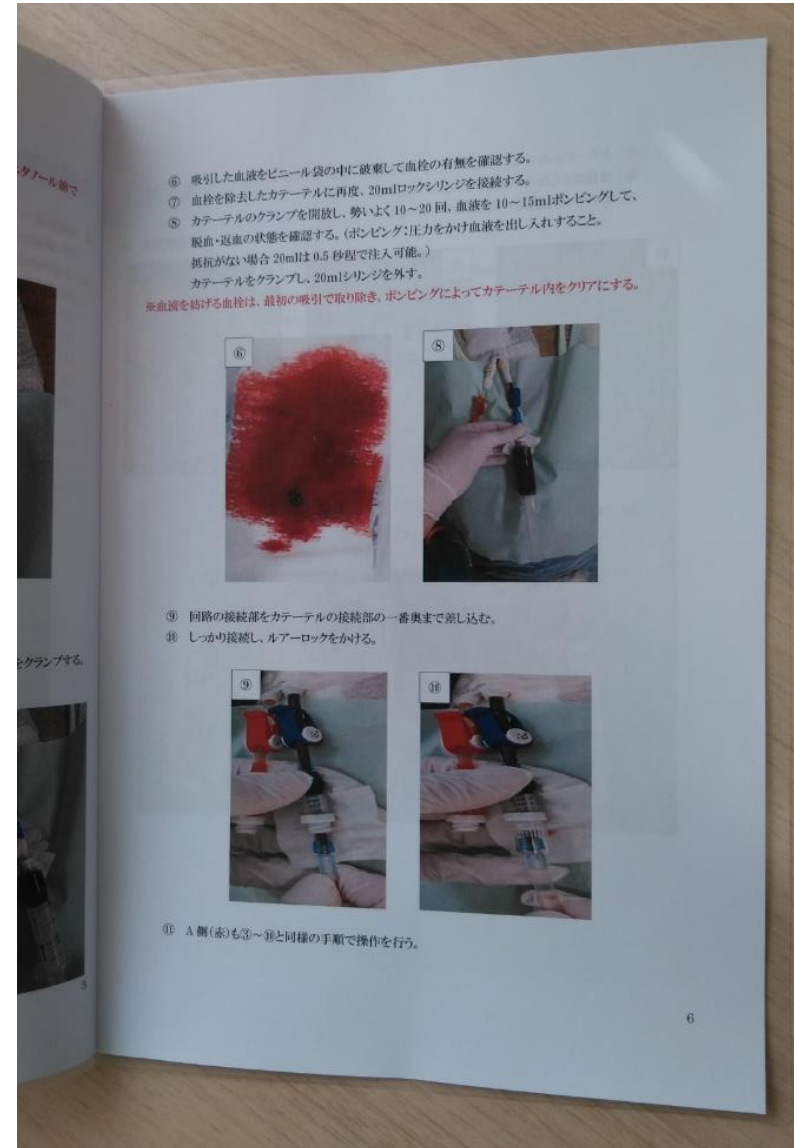 タノール綿で
をクランプする。
5
⑥ 吸引した血液をビニール袋の中に破棄して血栓の有無を確認する。
⑦ 血栓を除去したカテーテルに再度、20mlロックシリンジを接続する。
⑧ カテーテルのクランプを開放し、勢いよく10～20回、血液を10～15mlポンピングして、
脱血・返血の状態を確認する。(ポンピング：圧力をかけ血液を出し入れすること。
抵抗がない場合20mlは0.5秒程で注入可能。)
カテーテルをクランプし、20mlシリンジを外す。
※血流を妨げる血栓は、最初の吸引で取り除き、ポンピングによってカテーテル内をクリアにする。
⑥
⑧
⑨ 回路の接続部をカテーテルの接続部の一番奥まで差し込む。
⑩ しっかり接続し、ルアーロックをかける。
⑨
⑩
⑪ A側(赤)も③～⑩と同様の手順で操作を行う。
6